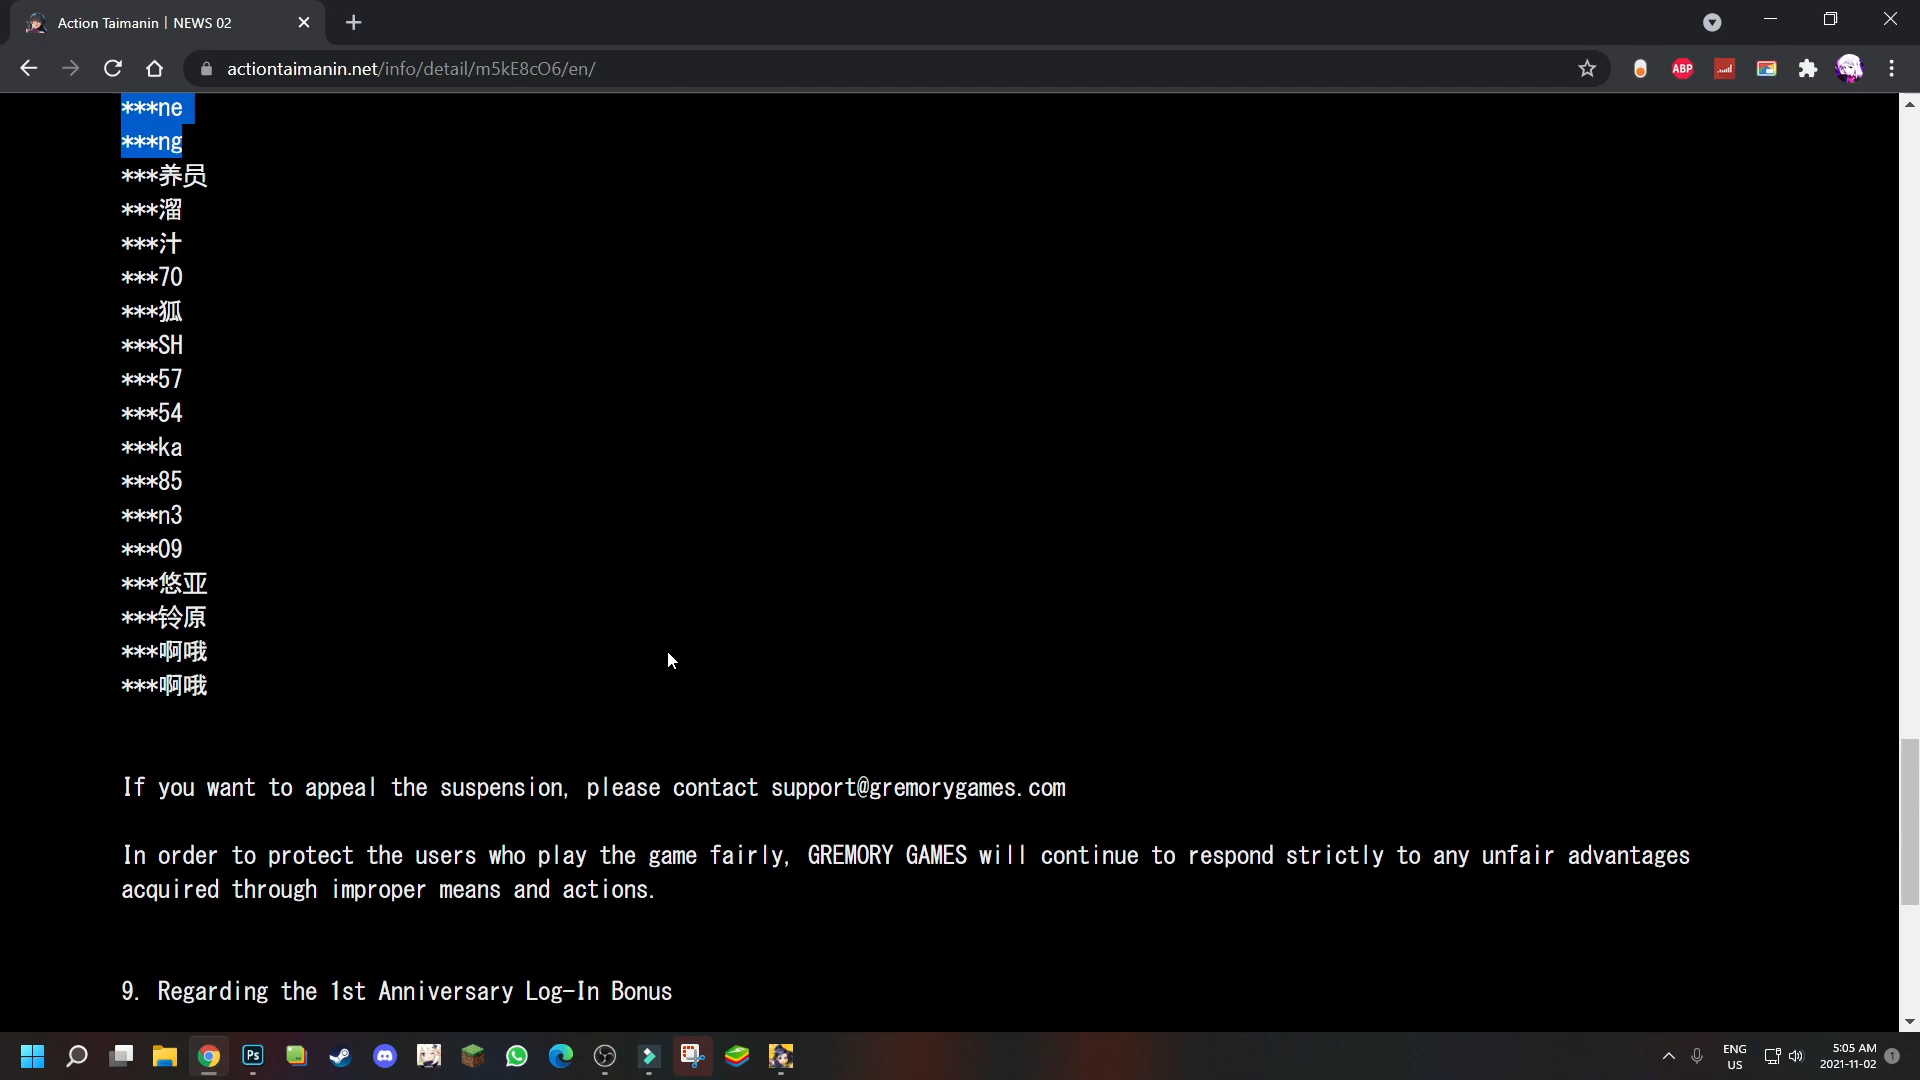 Action Taimanin | NEWS 02
actiontaimanin.net/info/detail/m5kE8cO6/en/
ABP
***ne
***ng
***养员
***溜
***汁
***70
***狐
***SH
***57
***54
***ka
***85
***n3
***09
***悠亚
***铃原
***啊哦
***啊哦
If you want to appeal the suspension, please contact support@gremorygames.com
In order to protect the users who play the game fairly, GREMORY GAMES will continue to respond strictly to any unfair advantages
acquired through improper means and actions.
9. Regarding the 1st Anniversary Log-In Bonus
Ps
ENG
US
5:05 AM
2021-11-02
1